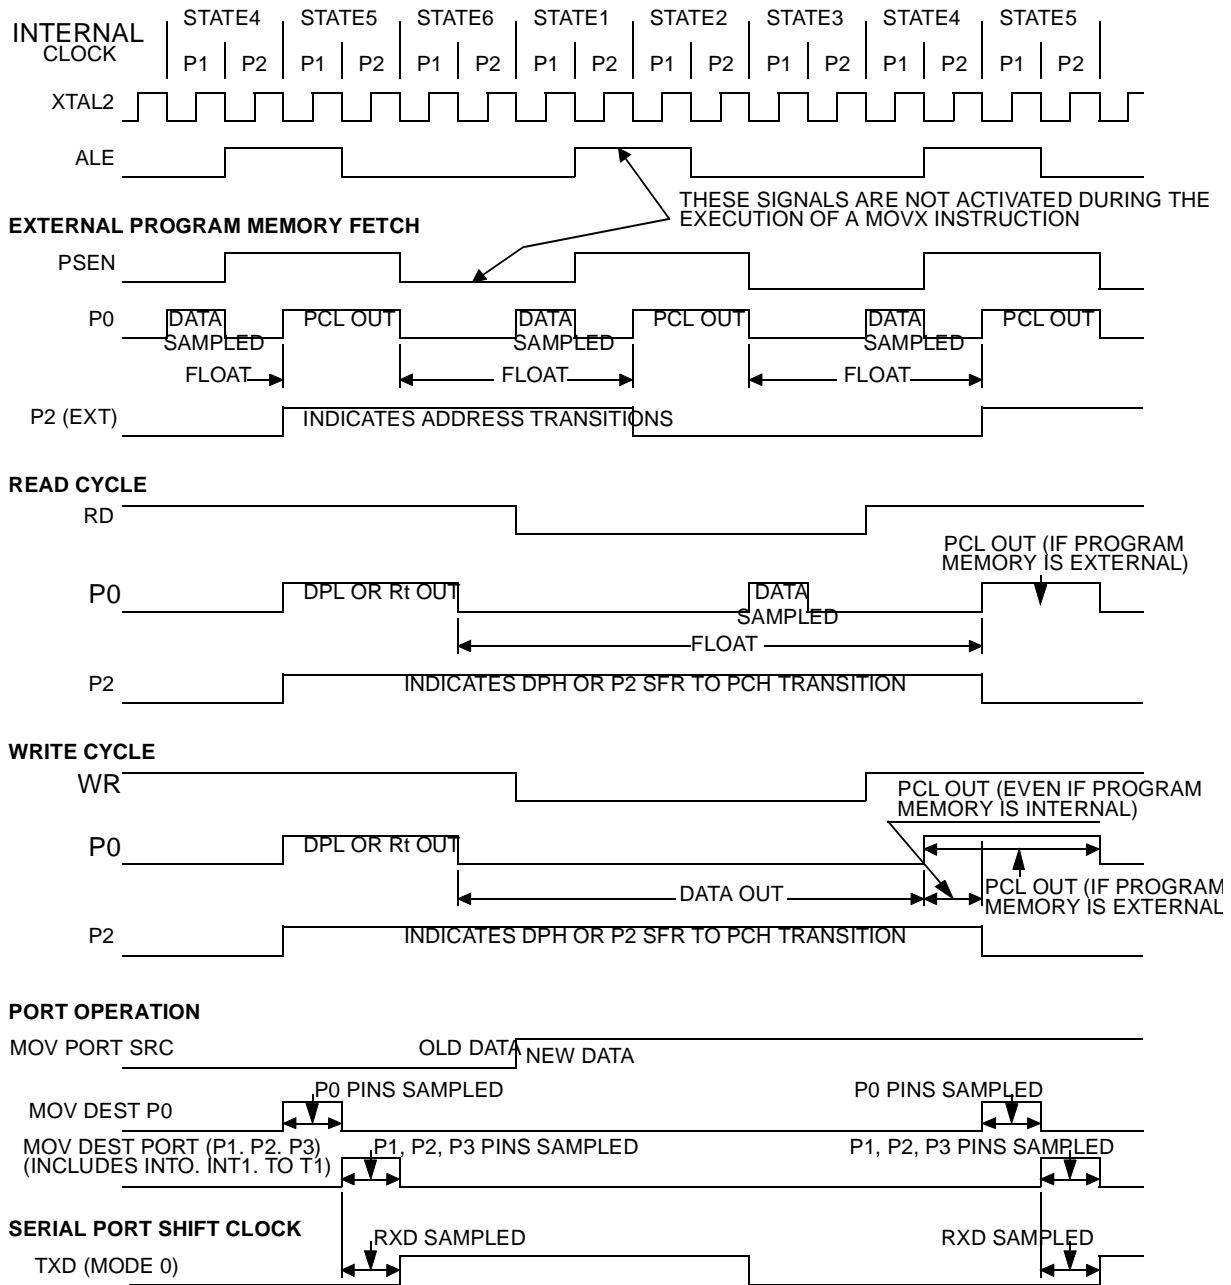 INTERNAL
CLOCK
STATE4 STATE5 STATE6 STATE1 STATE2 STATE3 STATE4 STATE5
P1 P2 P1 P2 P1 P2 P1 P2 P1 P2 P1 P2 P1 P2 P1 P2
XTAL2
ALE
THESE SIGNALS ARE NOT ACTIVATED DURING THE
EXECUTION OF A MOVX INSTRUCTION
EXTERNAL PROGRAM MEMORY FETCH
PSEN
P0
DATA
SAMPLED
PCL OUT
DATA
SAMPLED
PCL OUT
DATA
SAMPLED
PCL OUT
FLOAT FLOAT FLOAT
P2 (EXT)
INDICATES ADDRESS TRANSITIONS
READ CYCLE
RD
PCL OUT (IF PROGRAM
MEMORY IS EXTERNAL)
P0
DPL OR Rt OUT
DATA
SAMPLED
FLOAT
P2
INDICATES DPH OR P2 SFR TO PCH TRANSITION
WRITE CYCLE
WR
PCL OUT (EVEN IF PROGRAM
MEMORY IS INTERNAL)
P0
DPL OR Rt OUT
DATA OUT
PCL OUT (IF PROGRAM
MEMORY IS EXTERNAL
P2
INDICATES DPH OR P2 SFR TO PCH TRANSITION
PORT OPERATION
MOV PORT SRC
OLD DATA
NEW DATA
P0 PINS SAMPLED
P0 PINS SAMPLED
MOV DEST P0
MOV DEST PORT (P1. P2. P3)
(INCLUDES INTO. INT1. TO T1)
P1, P2, P3 PINS SAMPLED
P1, P2, P3 PINS SAMPLED
SERIAL PORT SHIFT CLOCK
RXD SAMPLED
RXD SAMPLED
TXD (MODE 0)